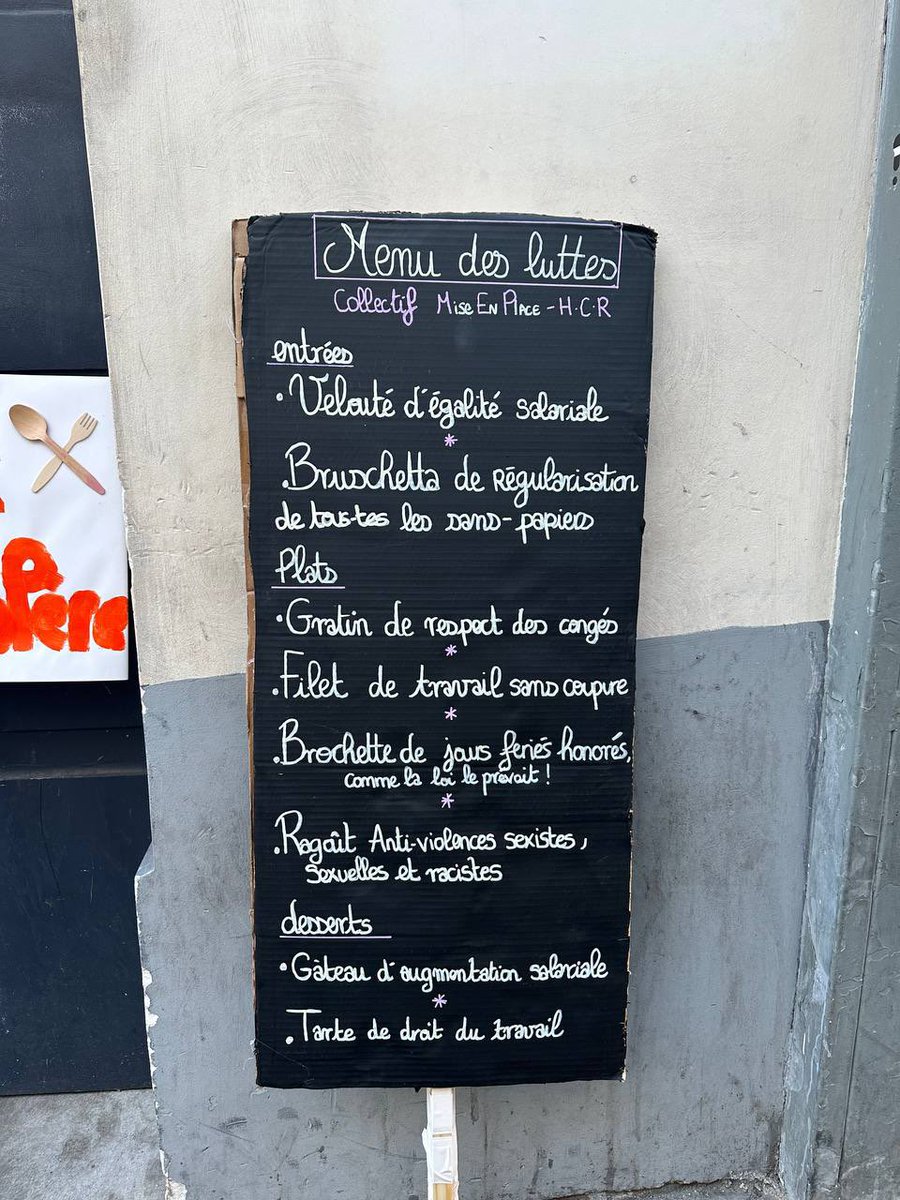 Menu des luttes
Collectif Mise En Place - H.C.R
entrées
• Velouté d'égalité salariale
*
. Bruschetta de Régularisation
de tous·tes les sans-papiers
Plats
• Gratin de respect des congés
*
. Filet de travail sans coupure
*
. Brochette de jours feriés honorés,
comme la loi le prévoit !
*
. Ragoût Anti-violences sexistes,
sexuelles et racistes
desserts
• Gâteau d'augmentation salariale
*
. Tarte de droit du travail